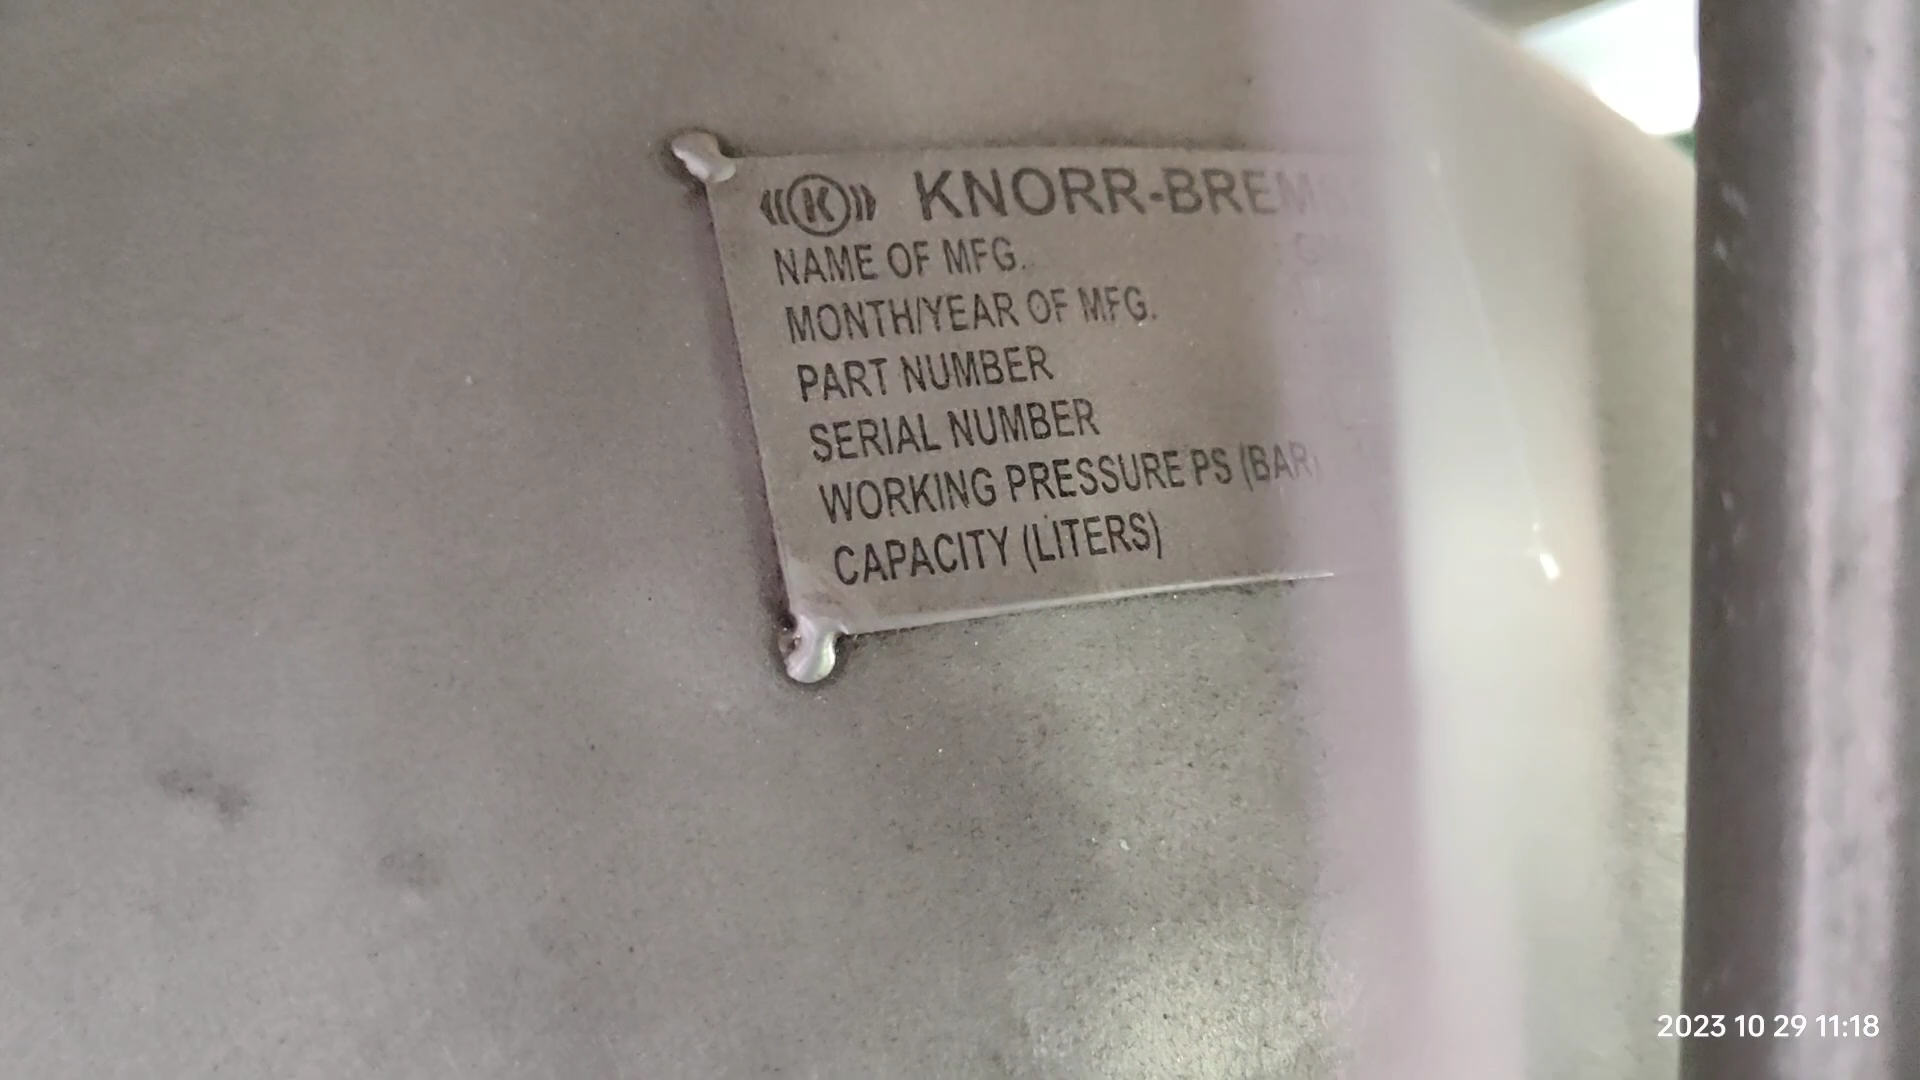 K KNORR-BREM
NAME OF MFG.
MONTH/YEAR OF MFG.
PART NUMBER
SERIAL NUMBER
WORKING PRESSURE PS (BAR)
CAPACITY (LITERS)
2023 10 29 11:18